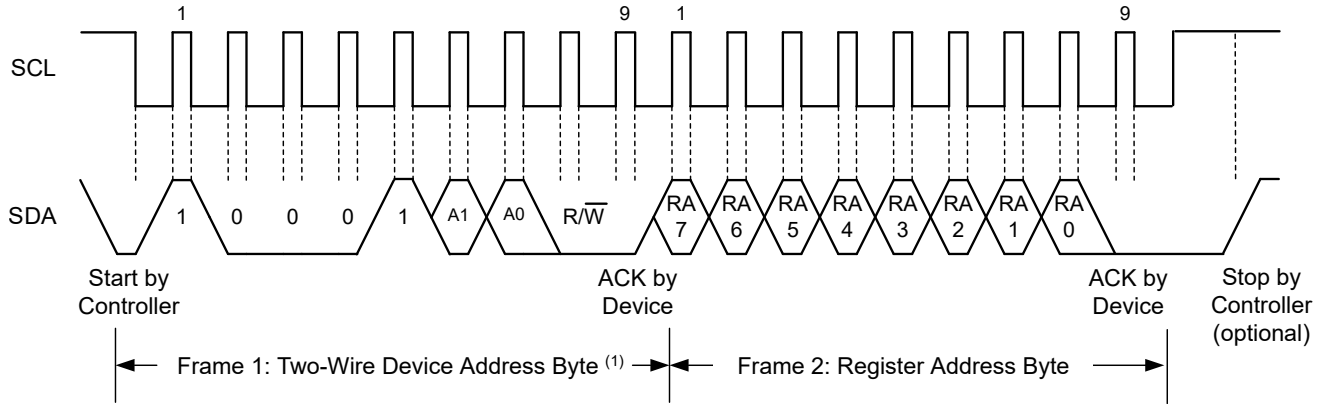 1 9 1 9
SCL
SDA 1 0 0 0 1 A1 A0 R/W̅ RA 7 RA 6 RA 5 RA 4 RA 3 RA 2 RA 1 RA 0
Start by
Controller
ACK by
Device
ACK by
Device
Stop by
Controller
(optional)
Frame 1: Two-Wire Device Address Byte (1)
Frame 2: Register Address Byte